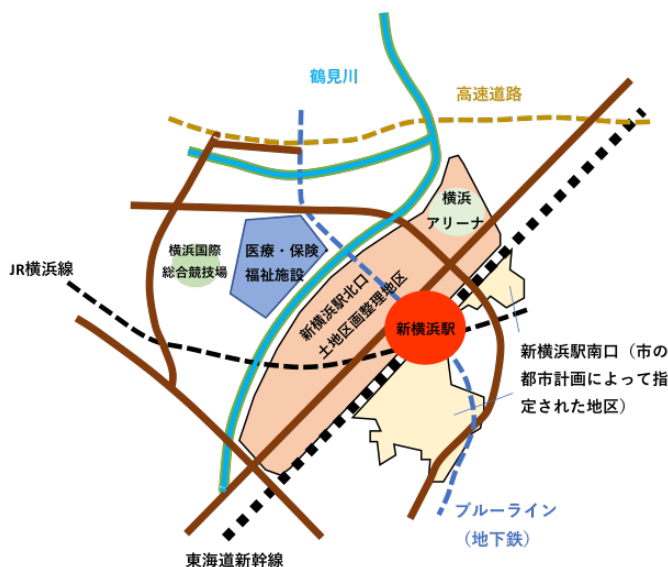 鶴見川
高速道路
横浜
アリーナ
横浜国際
総合競技場
医療・保険
福祉施設
JR横浜線
新横浜駅北口
土地区画整理地区
新横浜駅
新横浜駅南口（市の
都市計画によって指
定された地区）
ブルーライン
（地下鉄）
東海道新幹線